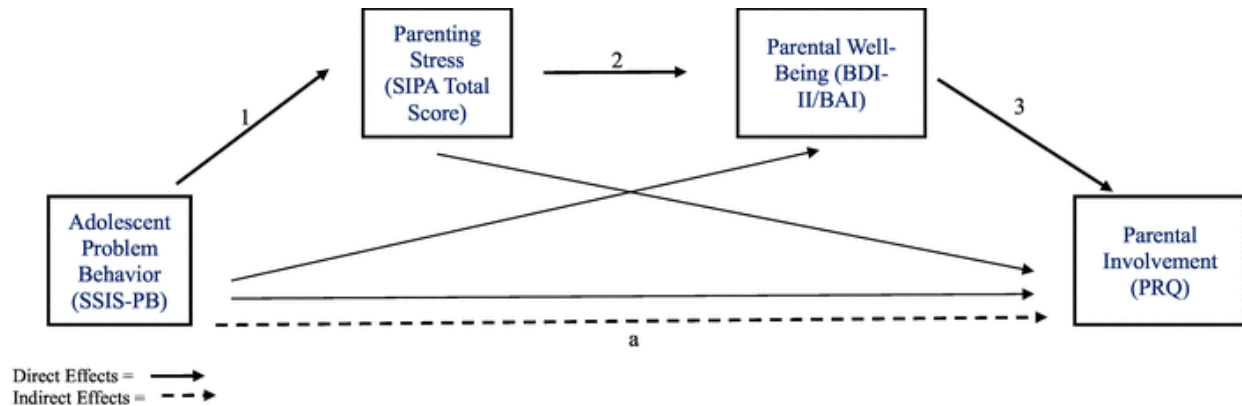 Parenting
Stress
(SIPA Total
Score)
2
Parental Well-
Being (BDI-
II/BAI)
1
3
Adolescent
Problem
Behavior
(SSIS-PB)
Parental
Involvement
(PRQ)
a
Direct Effects =
Indirect Effects =